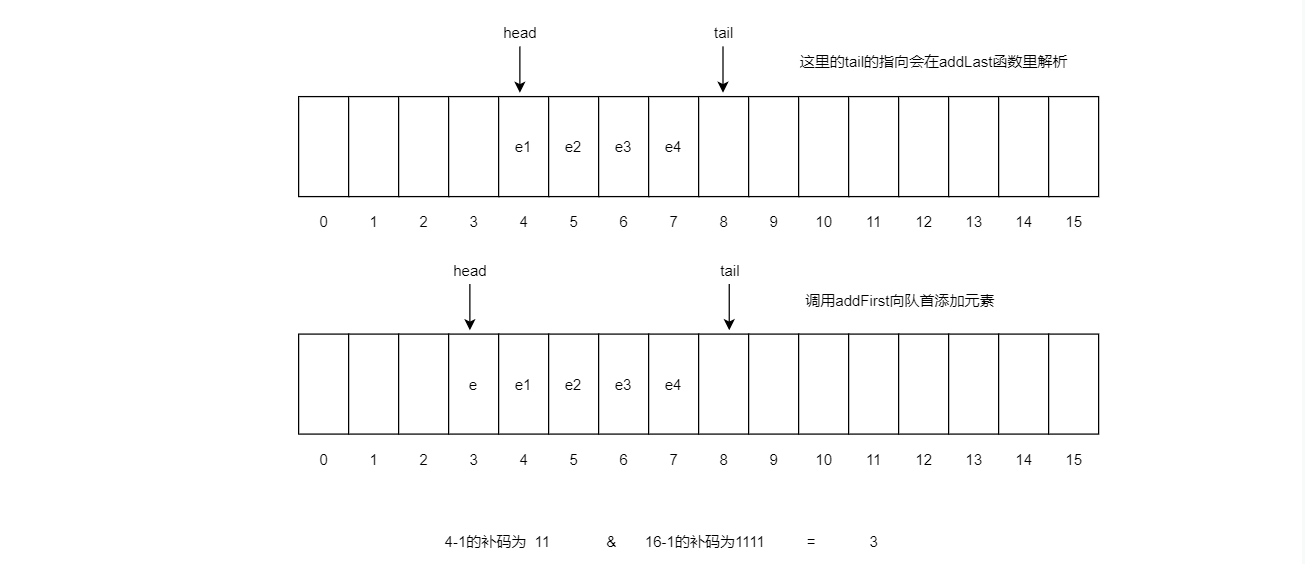 head tail
这里的tail的指向会在addLast函数里解析
e1 e2 e3 e4
0 1 2 3 4 5 6 7 8 9 10 11 12 13 14 15
head tail
调用addFirst向队首添加元素
e e1 e2 e3 e4
0 1 2 3 4 5 6 7 8 9 10 11 12 13 14 15
4-1的补码为 11 & 16-1的补码为1111 = 3